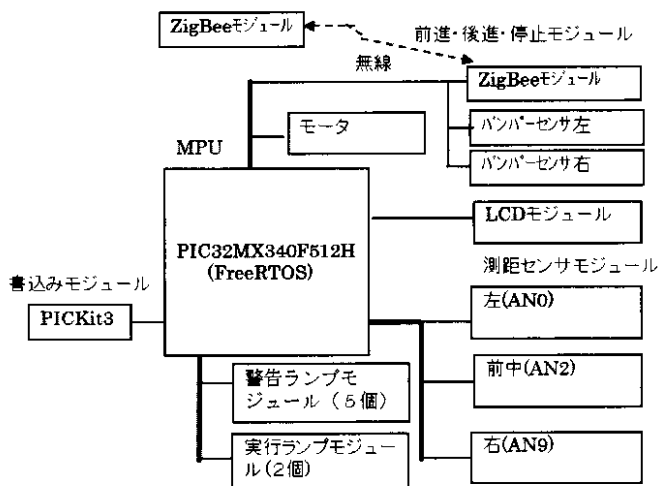 ZigBeeモジュール
前進・後進・停止モジュール
無線
ZigBeeモジュール
モータ
バンパーセンサ左
バンパーセンサ右
MPU
LCDモジュール
PIC32MX340F512H
(FreeRTOS)
測距センサモジュール
書込みモジュール
PICKit3
左(AN0)
前中(AN2)
右(AN9)
警告ランプモ
ジュール（５個）
実行ランプモジュー
ル(2個)